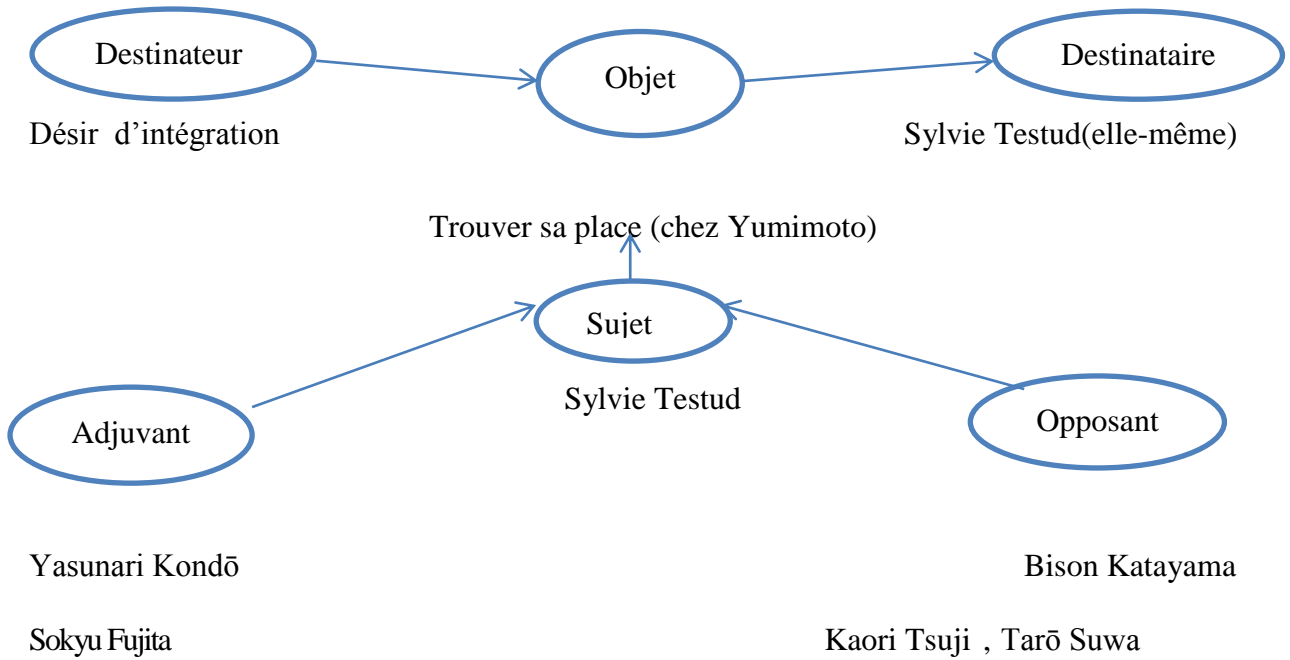 Destinateur
Objet
Destinataire
Désir d’intégration
Sylvie Testud(elle-même)
Trouver sa place (chez Yumimoto)
Sujet
Sylvie Testud
Adjuvant
Opposant
Yasunari Kondō
Bison Katayama
Sokyu Fujita
Kaori Tsuji , Tarō Suwa